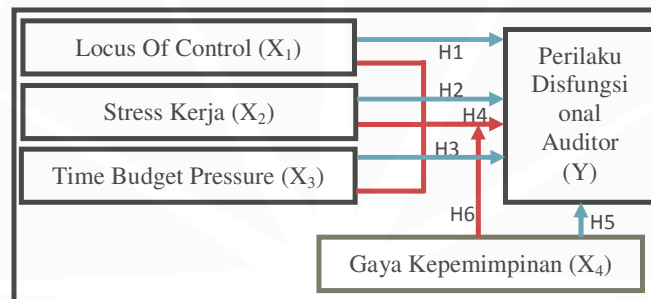 Locus Of Control (X1)
H1
Perilaku
Disfungsi
onal
Auditor
(Y)
Stress Kerja (X2)
H2
H4
Time Budget Pressure (X3)
H3
H6
H5
Gaya Kepemimpinan (X4)